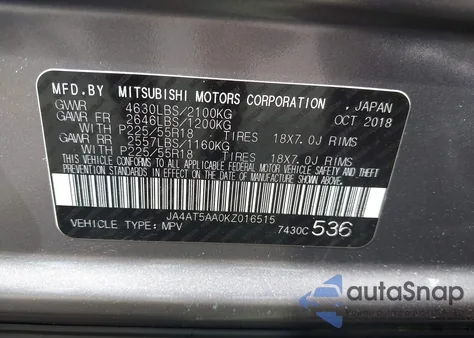 MFD.BY MITSUBISHI MOTORS CORPORATION , JAPAN
GVWR 4630LBS/2100KG OCT 2018
GAWR FR 2646LBS/1200KG
WITH P225/55R18 TIRES 18X7.0J RIMS
GAWR RR 2557LBS/1160KG
WITH P225/55R18 TIRES 18X7.0J RIMS
THIS VEHICLE CONFORMS TO ALL APPLICABLE FEDERAL MOTOR VEHICLE SAFETY, BUMPER AND THEFT
PREVENTION STANDARDS IN EFFECT ON THE DATE OF MANUFACTURE SHOWN ABOVE.
JA4AT5AA0KZ016515
VEHICLE TYPE: MPV 7430C 536
autoSnap
by Carsnap